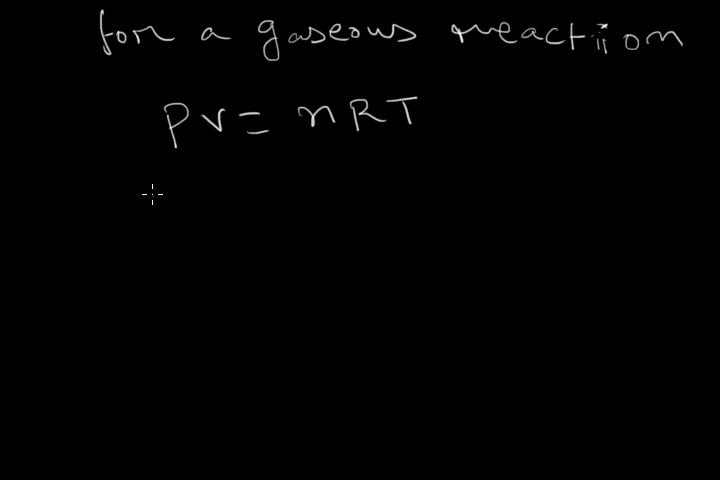 for a gaseous reaction
PV = nRT